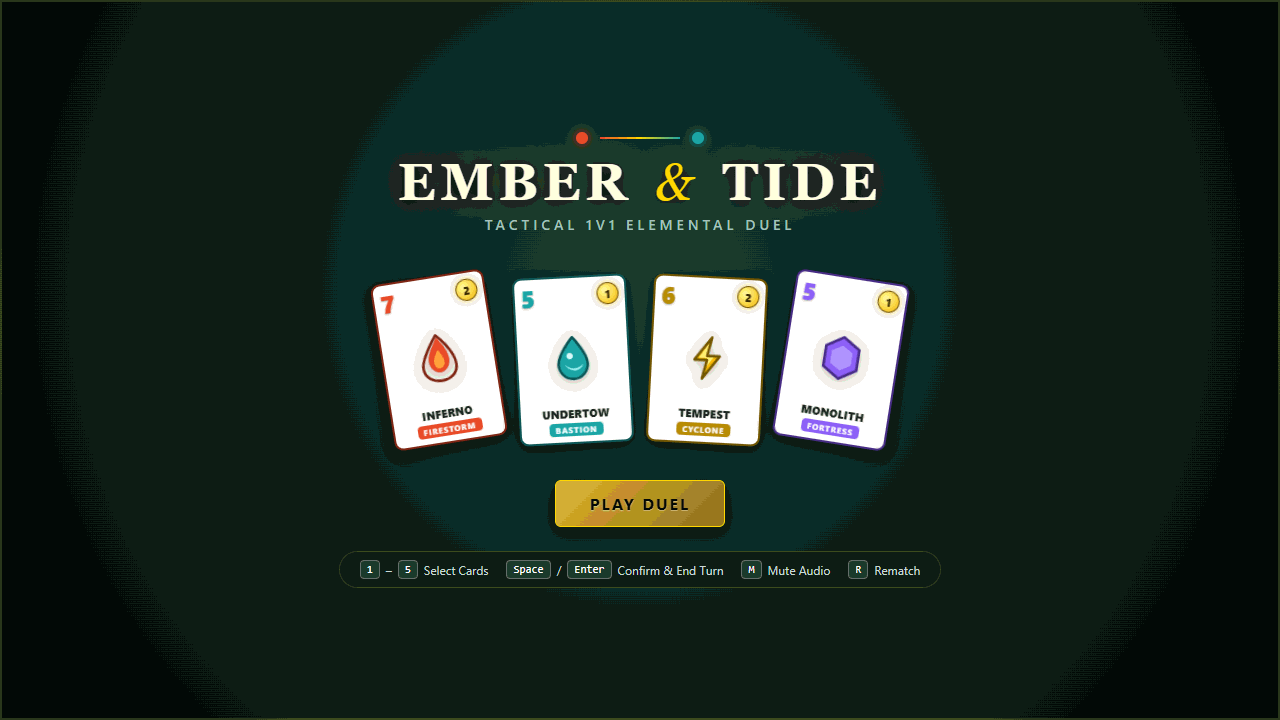 EMBER & TIDE
TACTICAL 1V1 ELEMENTAL DUEL
7 2
INFERNO
FIRESTORM
5 1
UNDERTOW
BASTION
6 2
TEMPEST
CYCLONE
5 1
MONOLITH
FORTRESS
PLAY DUEL
1 – 5 Select Cards Space / Enter Confirm & End Turn M Mute Audio R Rematch